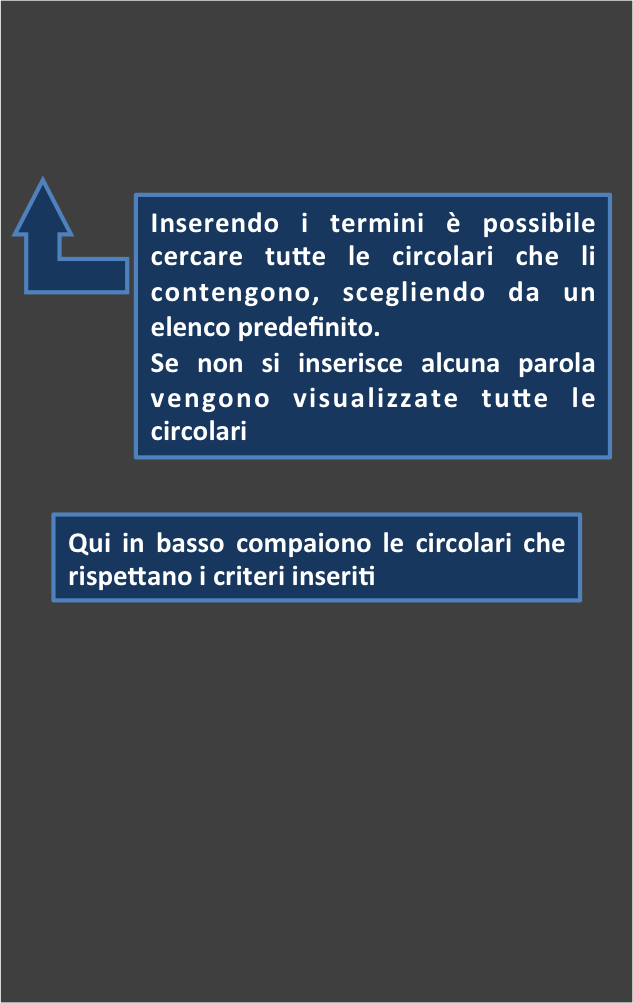 Inserendo i termini è possibile
cercare tutte le circolari che li
contengono, scegliendo da un
elenco predefinito.
Se non si inserisce alcuna parola
vengono visualizzate tutte le
circolari
Qui in basso compaiono le circolari che
rispettano i criteri inseriti